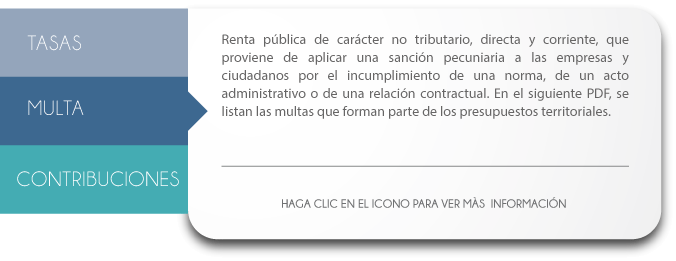 TASAS
MULTA
CONTRIBUCIONES
Renta pública de carácter no tributario, directa y corriente, que
proviene de aplicar una sanción pecuniaria a las empresas y
ciudadanos por el incumplimiento de una norma, de un acto
administrativo o de una relación contractual. En el siguiente PDF, se
listan las multas que forman parte de los presupuestos territoriales.
HAGA CLIC EN EL ICONO PARA VER MÀS INFORMACIÓN